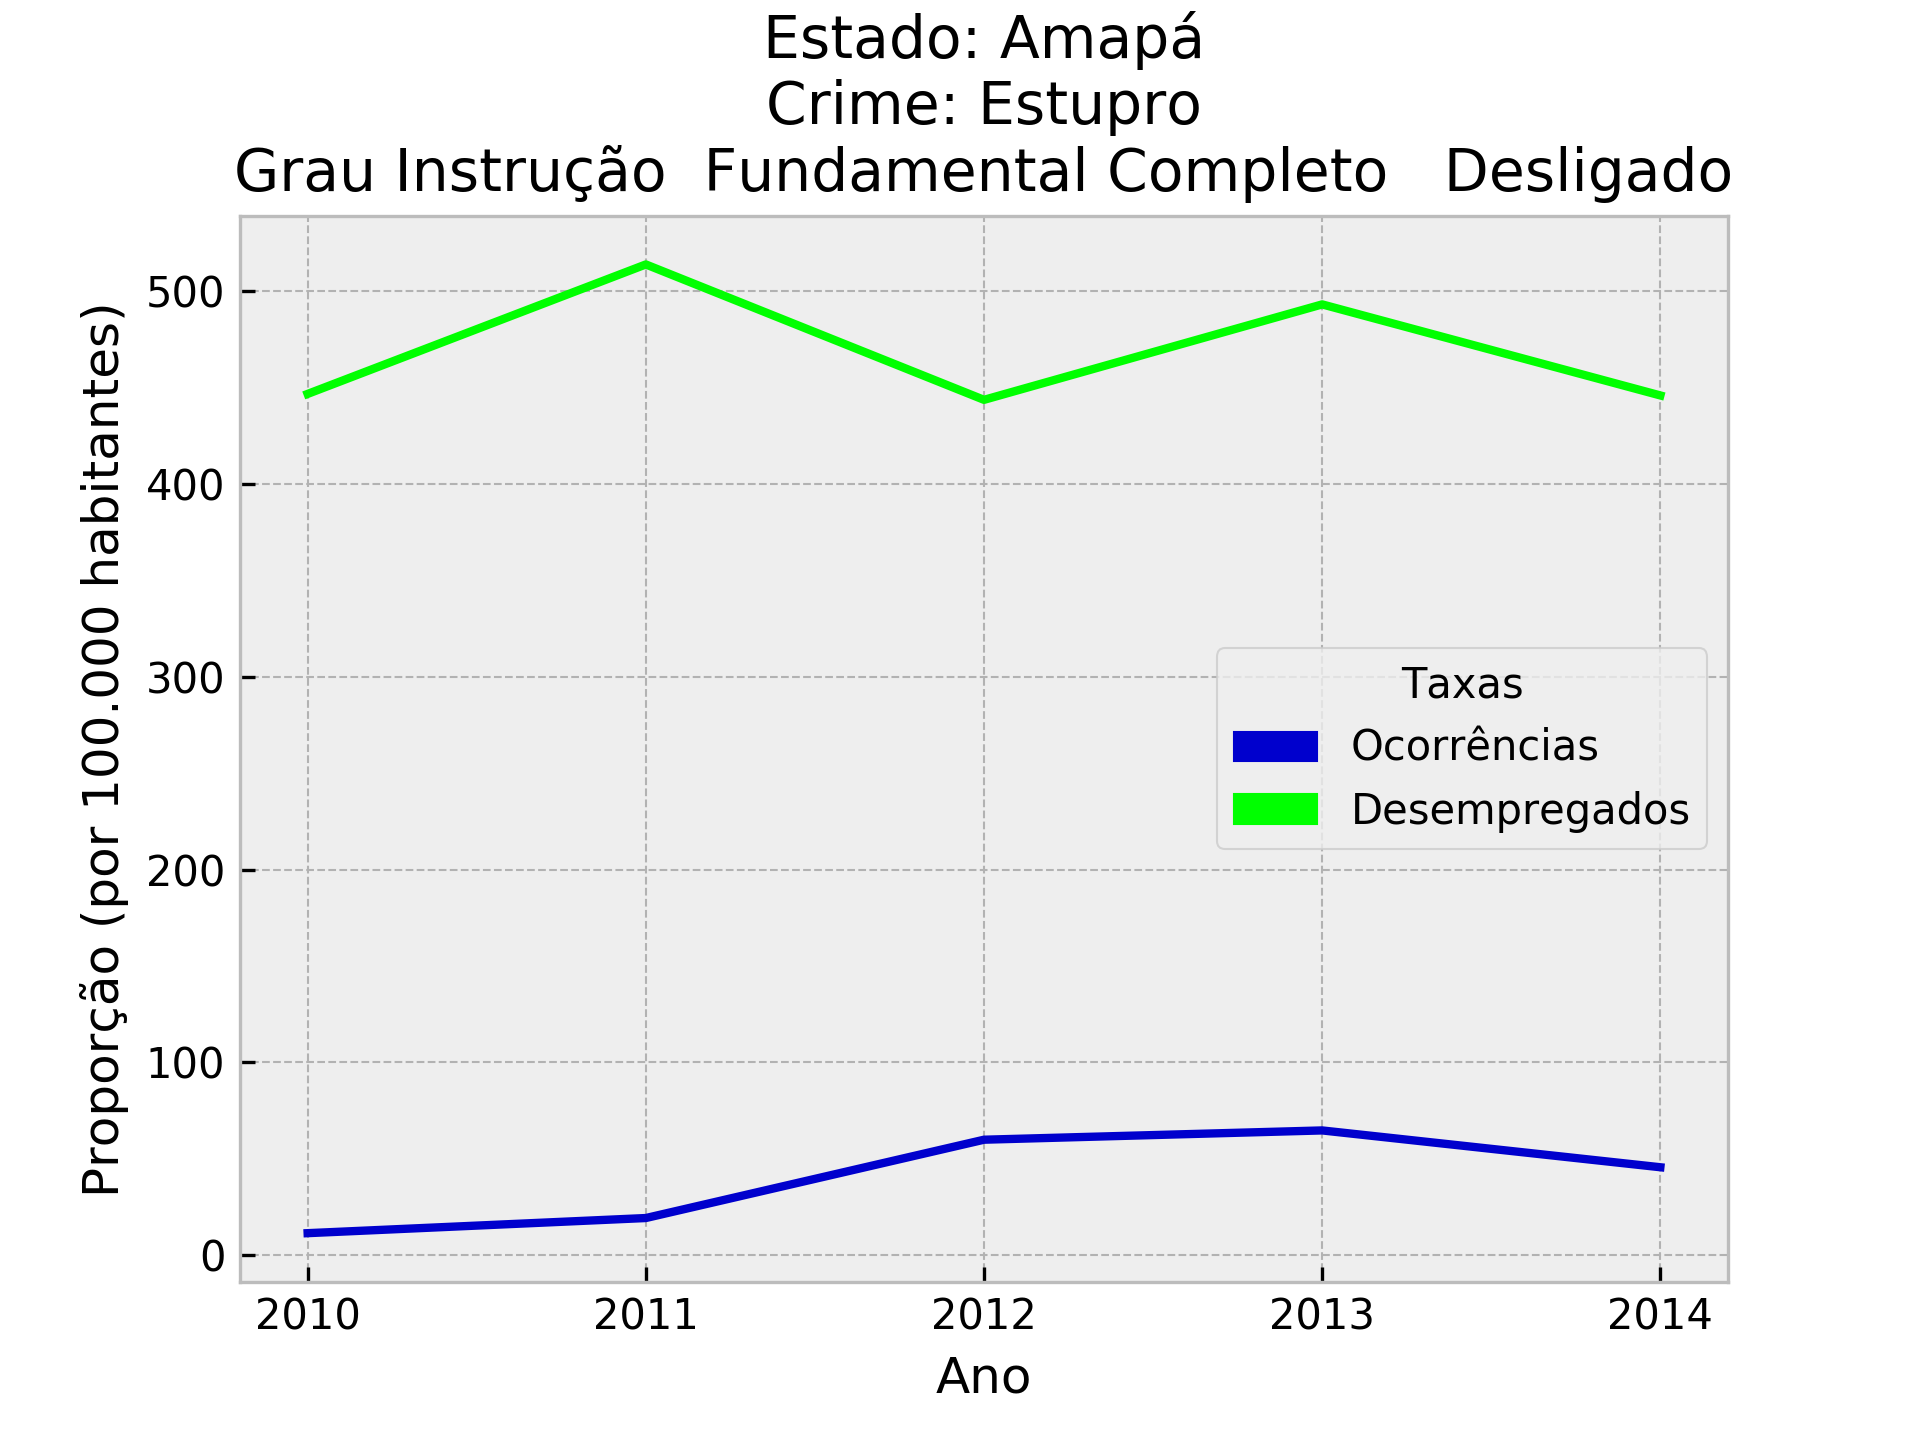 Estado: Amapá
Crime: Estupro
Grau Instrução  Fundamental Completo   Desligado
Proporção (por 100.000 habitantes)
500
400
300
200
100
0
Taxas
Ocorrências
Desempregados
2010 2011 2012 2013 2014
Ano